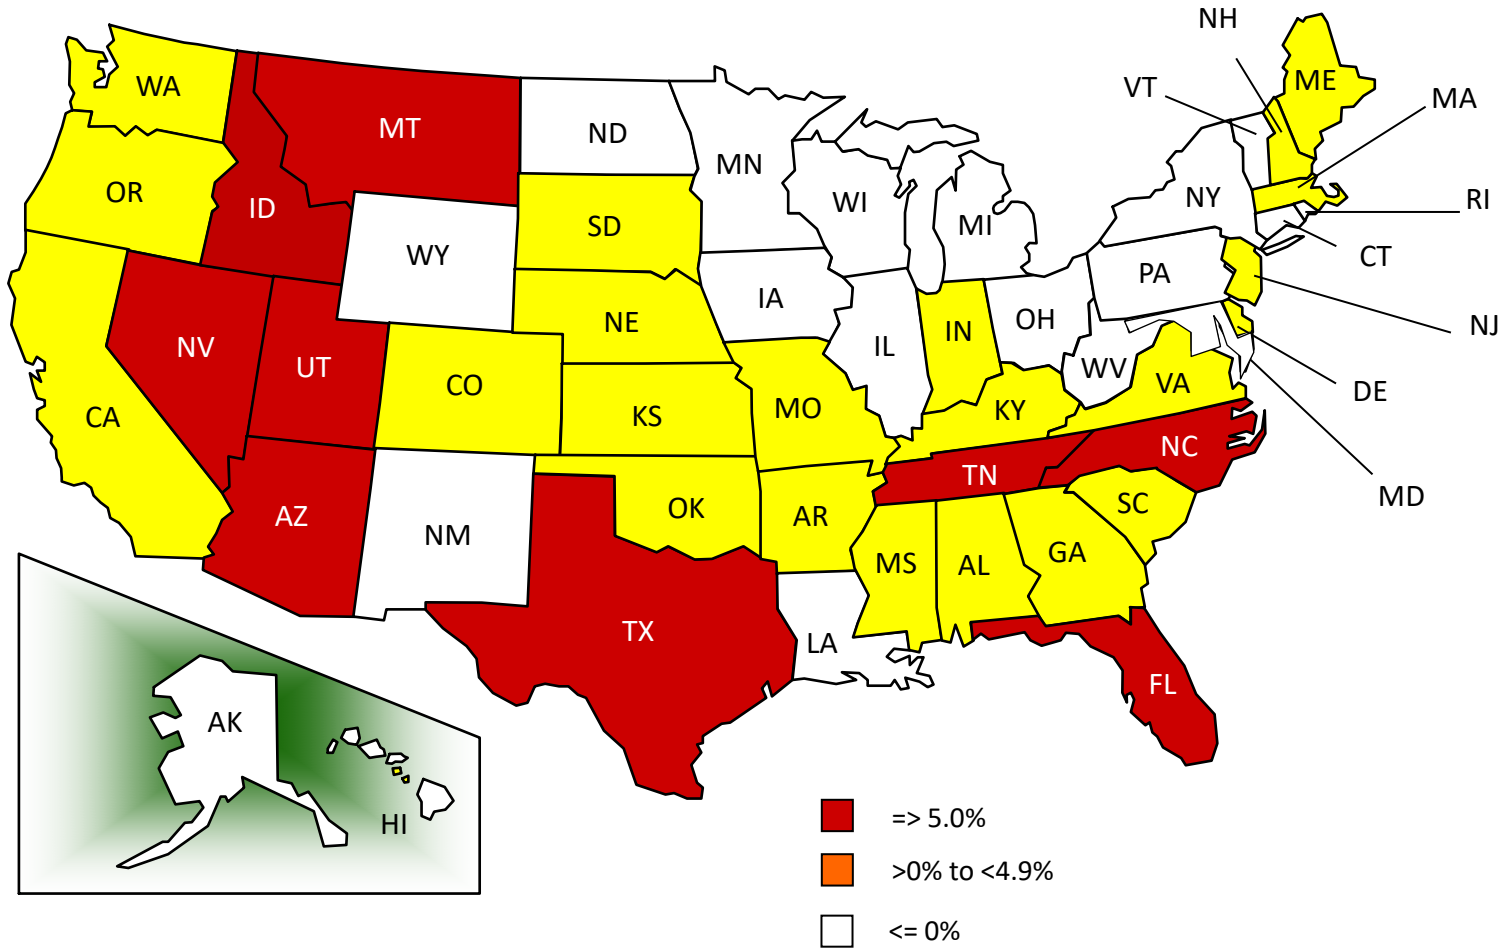 NH
VT
ME
MA
WA
MT
ND
MN
OR
ID
WI
NY
RI
SD
MI
WY
CT
PA
IA
NE
OH
NJ
NV
IL
IN
UT
CO
WV
VA
DE
CA
KS
MO
KY
NC
TN
MD
AZ
OK
AR
SC
NM
MS
AL
GA
TX
LA
FL
AK
HI
=> 5.0%
>0% to <4.9%
<= 0%